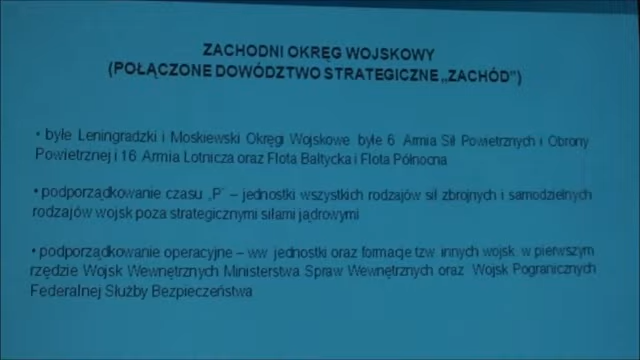 ZACHODNI OKRĘG WOJSKOWY
(POŁĄCZONE DOWÓDZTWO STRATEGICZNE „ZACHÓD")
• byłe Leningradzki i Moskiewski Okręgi Wojskowe byłe 6 Armia Sił Powietrznych i Obrony
Powietrznej i 16 Armia Lotnicza oraz Flota Bałtycka i Flota Północna
• podporządkowanie czasu „P" – jednostki wszystkich rodzajów sił zbrojnych i samodzielnych
rodzajów wojsk poza strategicznymi siłami jądrowymi
• podporządkowanie operacyjne – ww. jednostki oraz formacje tzw. innych wojsk, w pierwszym
rzędzie Wojsk Wewnętrznych Ministerstwa Spraw Wewnętrznych oraz Wojsk Pogranicznych
Federalnej Służby Bezpieczeństwa